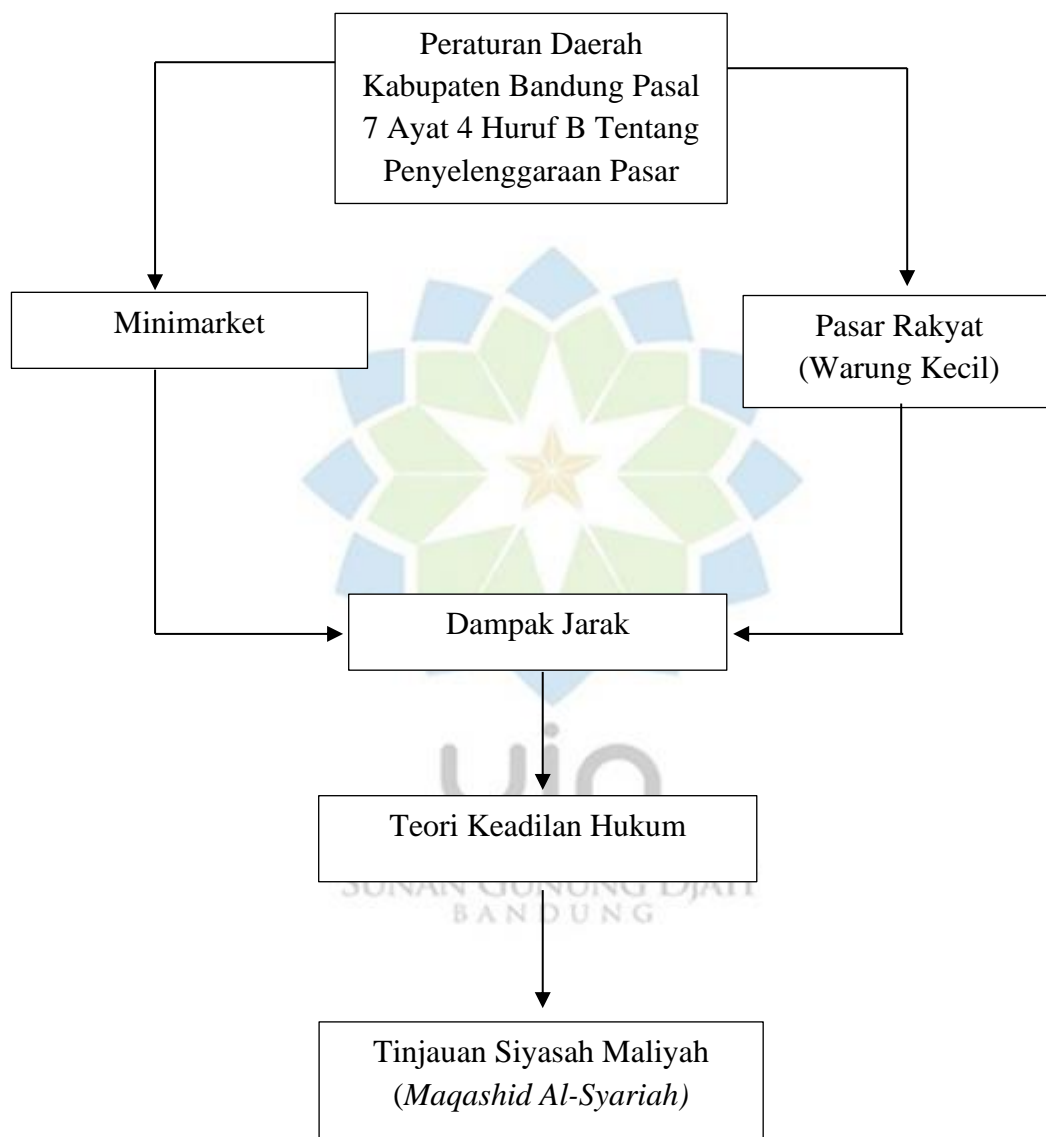 Peraturan Daerah
Kabupaten Bandung Pasal
7 Ayat 4 Huruf B Tentang
Penyelenggaraan Pasar
Minimarket
Pasar Rakyat
(Warung Kecil)
Dampak Jarak
uin
Teori Keadilan Hukum
SUNAN GUNUNG DJATI
BANDUNG
Tinjauan Siyasah Maliyah
(Maqashid Al-Syariah)